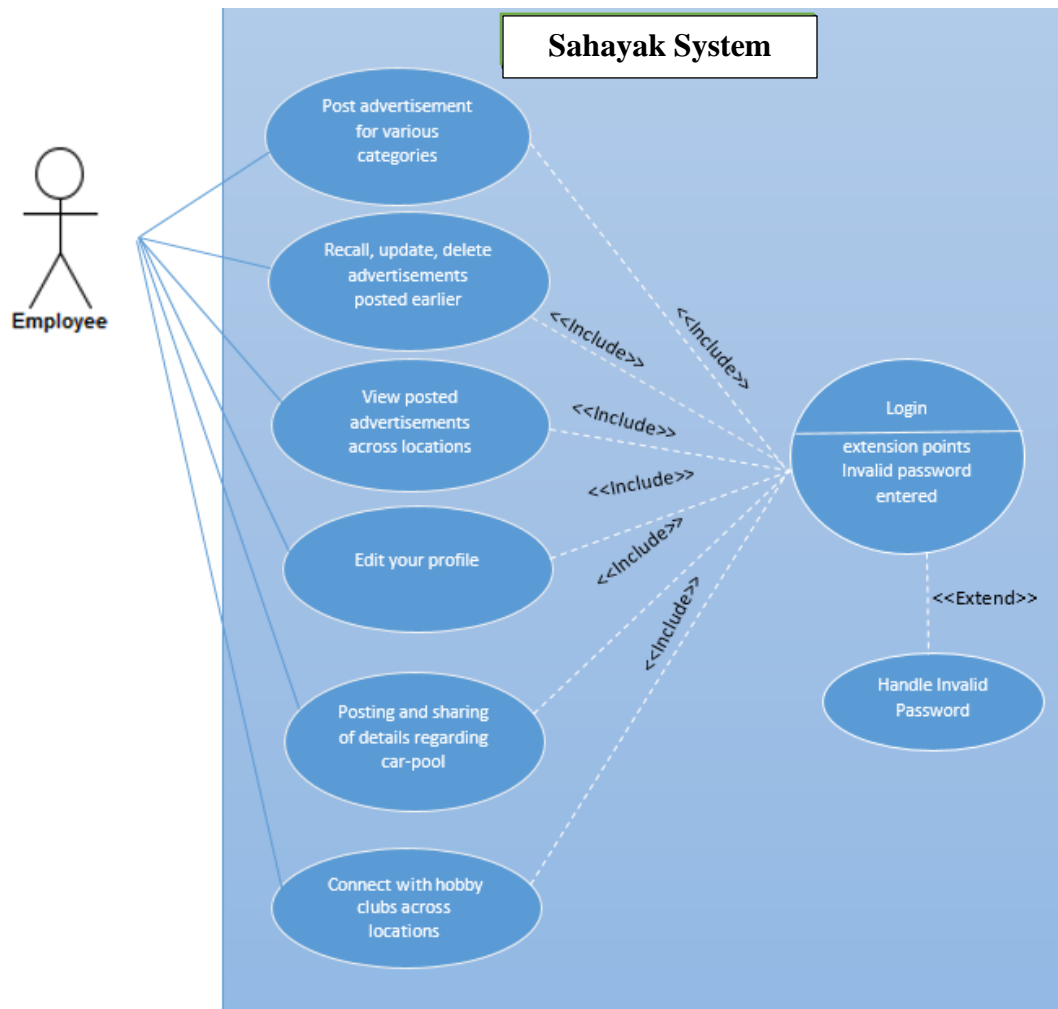 Sahayak System
Post advertisement
for various
categories
Employee
Recall, update, delete
advertisements
posted earlier
<<Include>>
<<Include>>
View posted
advertisements
across locations
<<Include>>
Login
extension points
Invalid password
entered
<<Include>>
Edit your profile
<<Include>>
<<Include>>
<<Extend>>
Handle Invalid
Password
Posting and sharing
of details regarding
car-pool
Connect with hobby
clubs across
locations